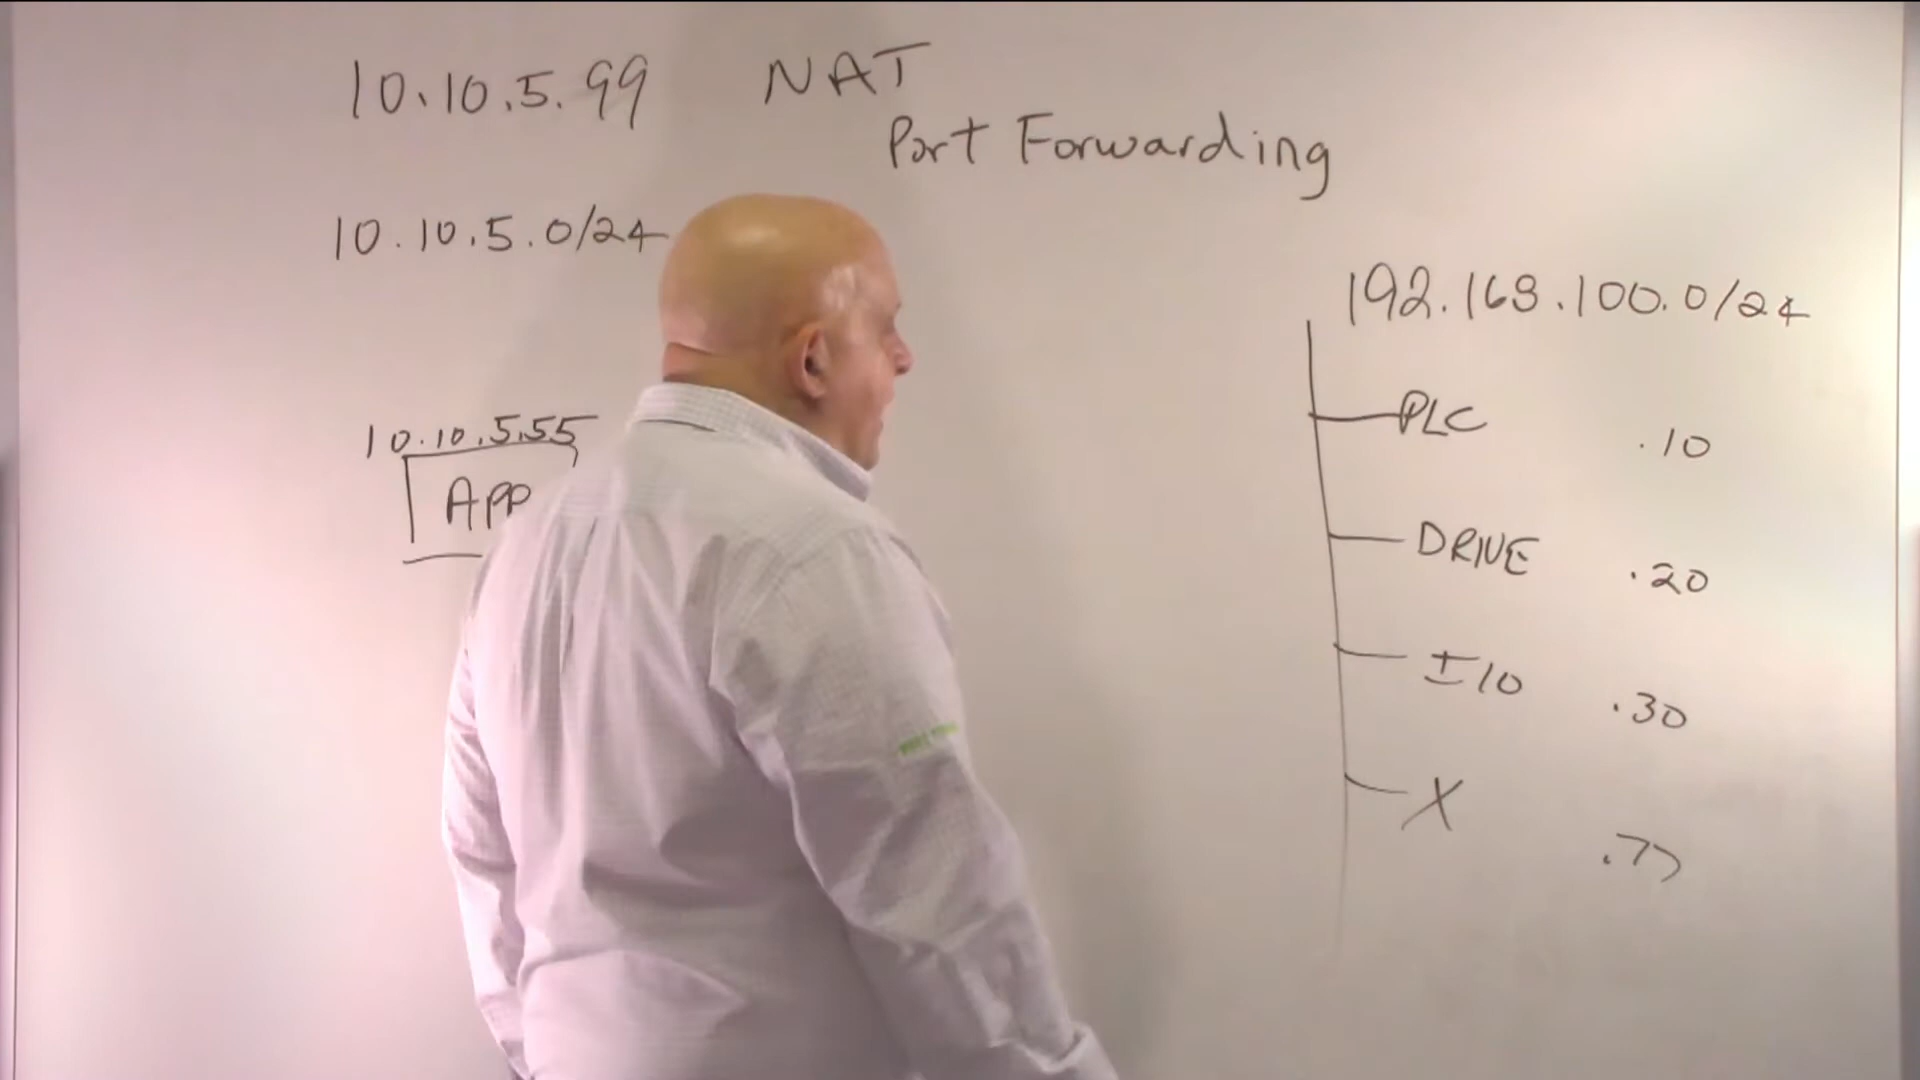 10.10.5.99
NAT
Port Forwarding
10.10.5.0/24
192.168.100.0/24
10.10.5.55
APP
PLC .10
DRIVE .20
I/O .30
X .77